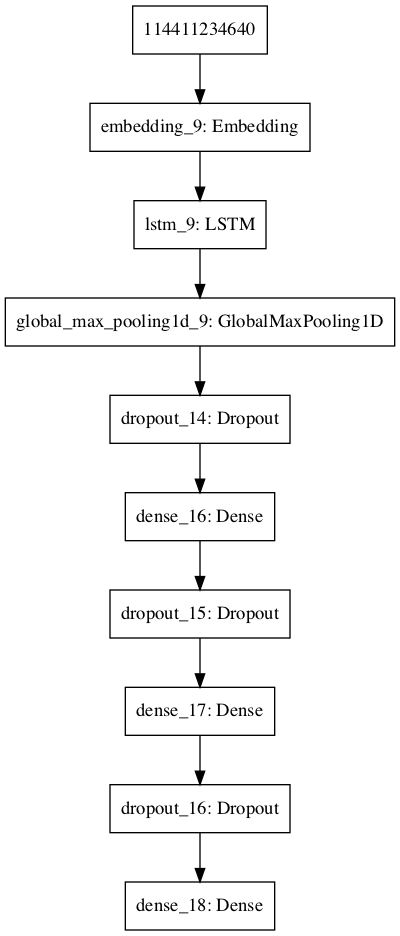 114411234640
embedding_9: Embedding
lstm_9: LSTM
global_max_pooling1d_9: GlobalMaxPooling1D
dropout_14: Dropout
dense_16: Dense
dropout_15: Dropout
dense_17: Dense
dropout_16: Dropout
dense_18: Dense